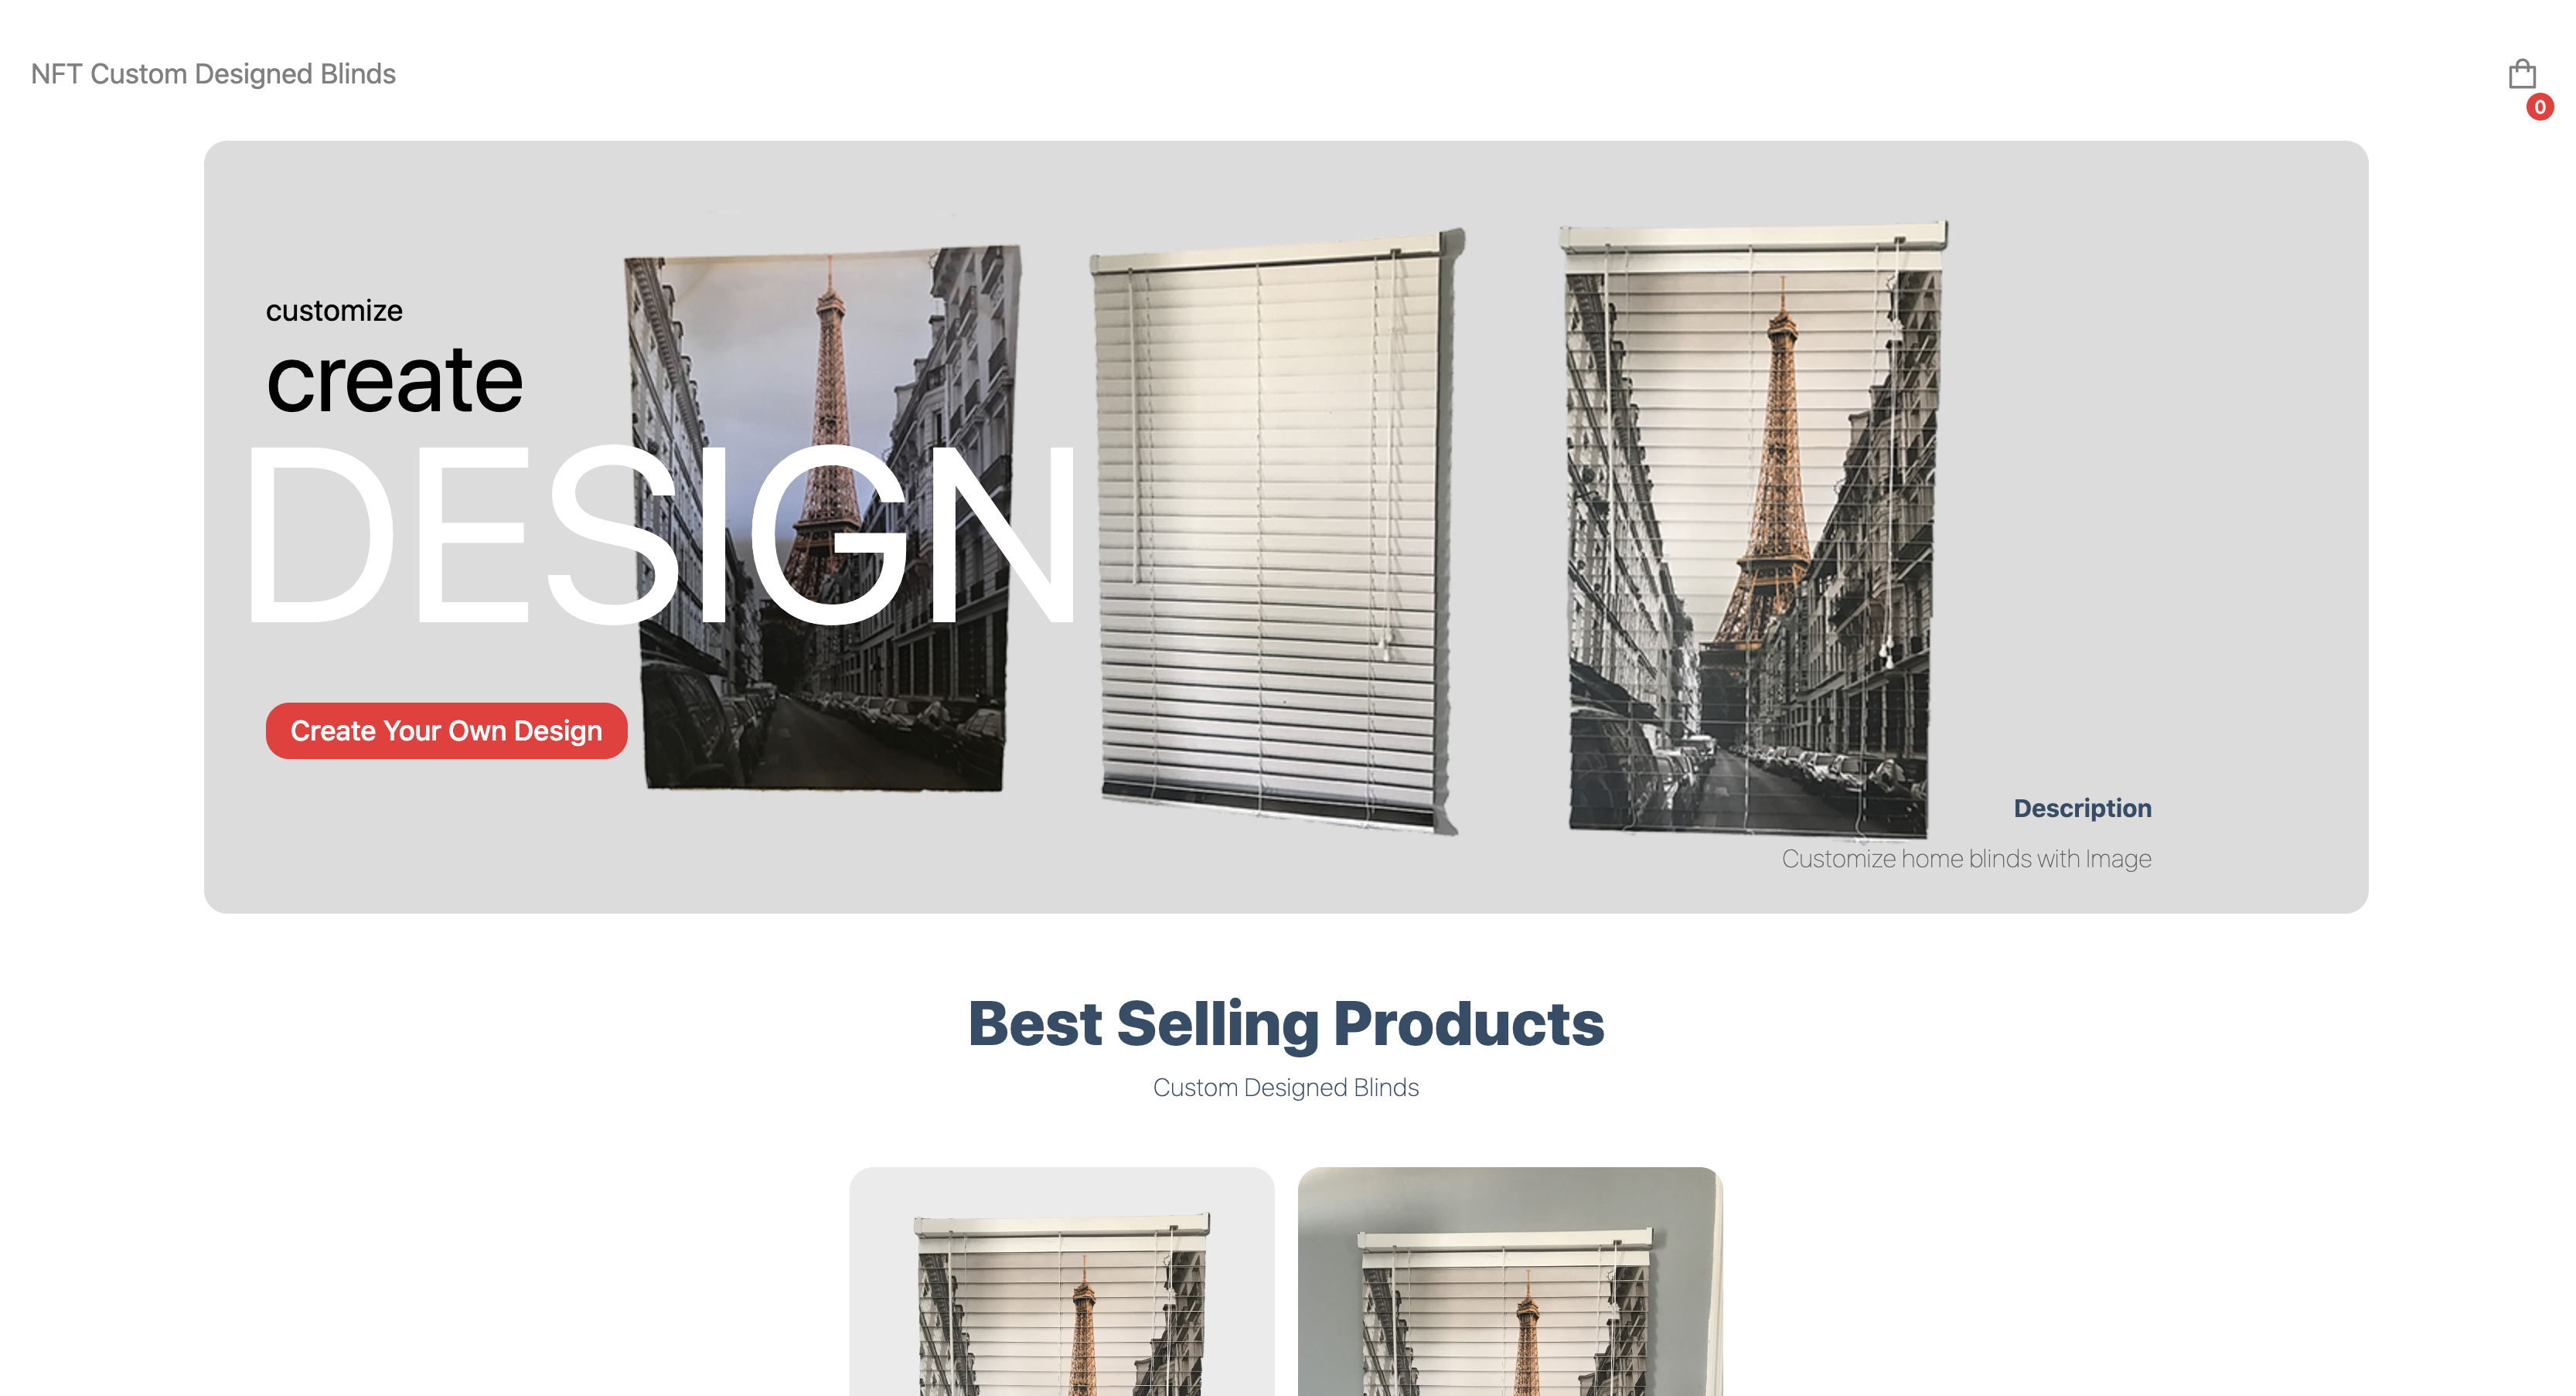 NFT Custom Designed Blinds
0
customize
create
DESIGN
Create Your Own Design
Description
Customize home blinds with Image
Best Selling Products
Custom Designed Blinds